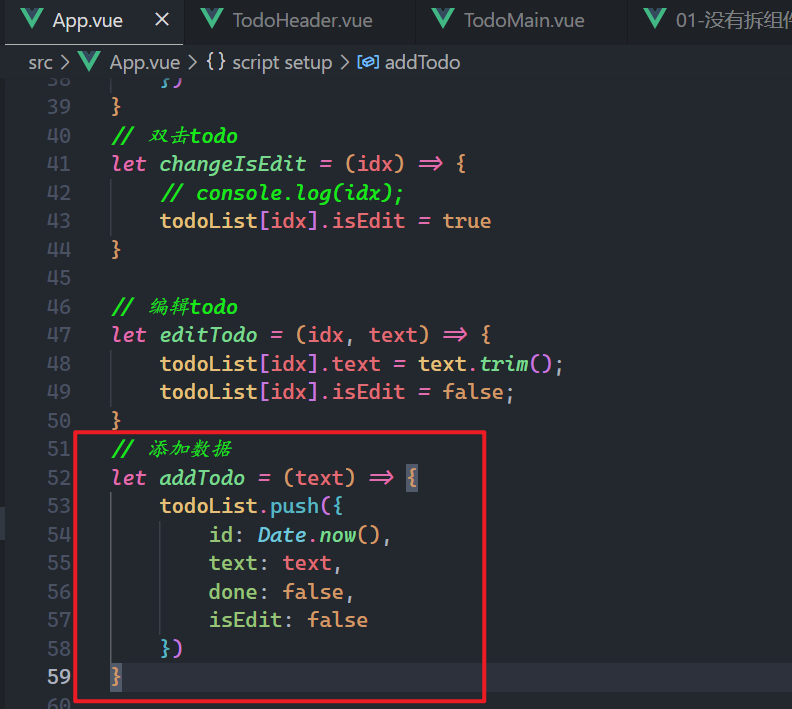 App.vue
TodoHeader.vue
TodoMain.vue
01-没有拆组件
src > App.vue > {} script setup > addTodo
38 })
39 }
40 // 双击todo
41 let changeIsEdit = (idx) => {
42 // console.log(idx);
43 todoList[idx].isEdit = true
44 }
45
46 // 编辑todo
47 let editTodo = (idx, text) => {
48 todoList[idx].text = text.trim();
49 todoList[idx].isEdit = false;
50 }
51 // 添加数据
52 let addTodo = (text) => {
53 todoList.push({
54 id: Date.now(),
55 text: text,
56 done: false,
57 isEdit: false
58 })
59 }
60